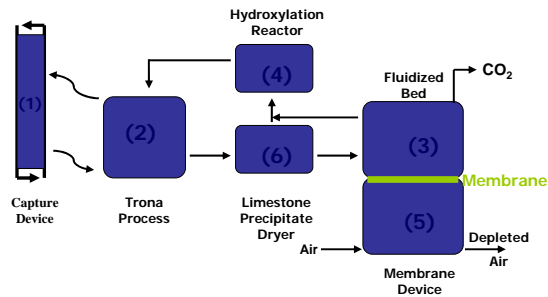 Hydroxylation
Reactor
(4)
Fluidized
Bed
CO2
(1)
(2)
(6)
(3)
Membrane
(5)
Capture
Device
Trona
Process
Limestone
Precipitate
Dryer
Air
Depleted
Air
Membrane
Device